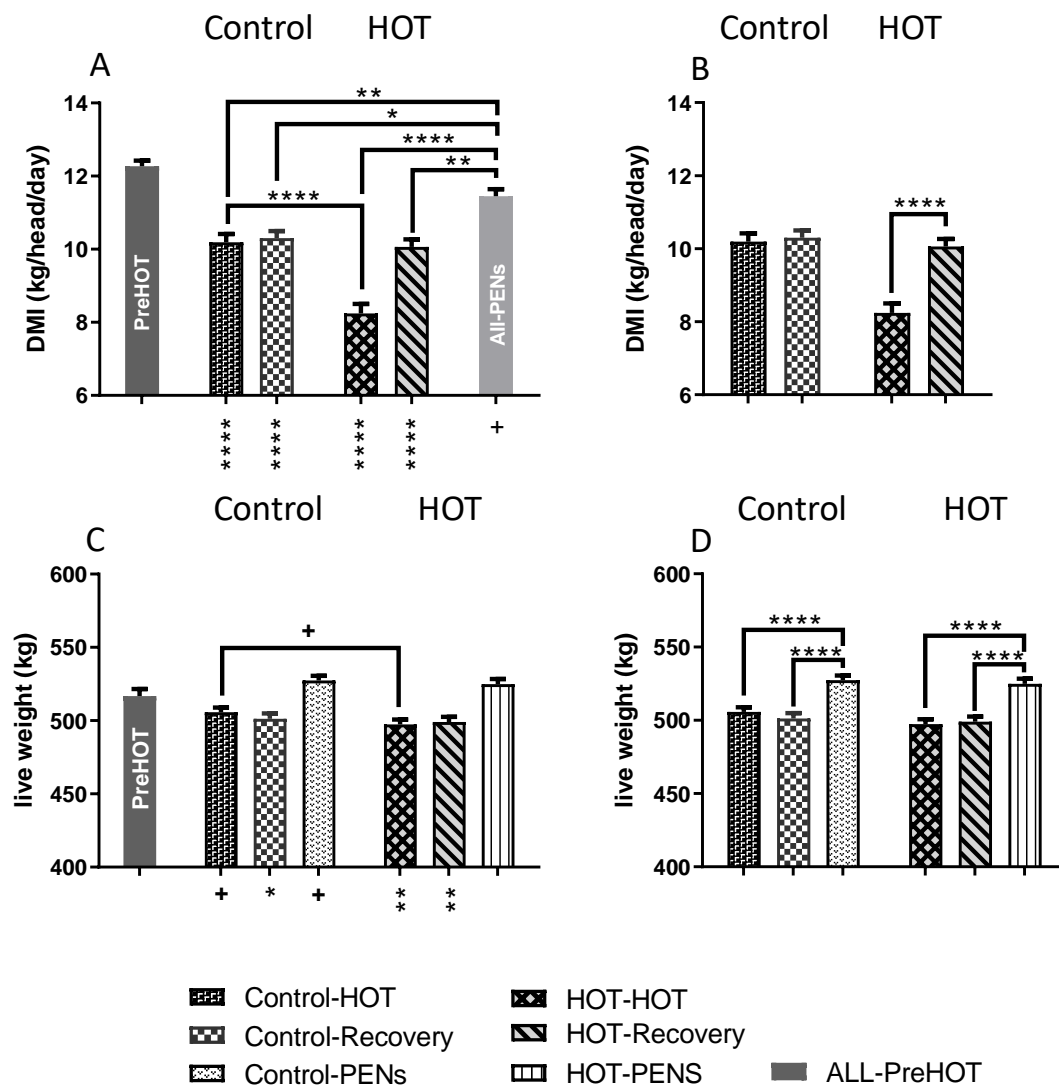 Control HOT
A
** 
*
****
**
****
DMI (kg/head/day)
14
12
10
8
6
PreHOT
All-PENs
****
****
****
****
+
Control HOT
B
****
DMI (kg/head/day)
14
12
10
8
6
Control HOT
C
+
live weight (kg)
600
550
500
450
400
PreHOT
+
*
+
**
**
Control HOT
D
****
****
****
****
live weight (kg)
600
550
500
450
400
Control-HOT
Control-Recovery
Control-PENs
HOT-HOT
HOT-Recovery
HOT-PENS
ALL-PreHOT